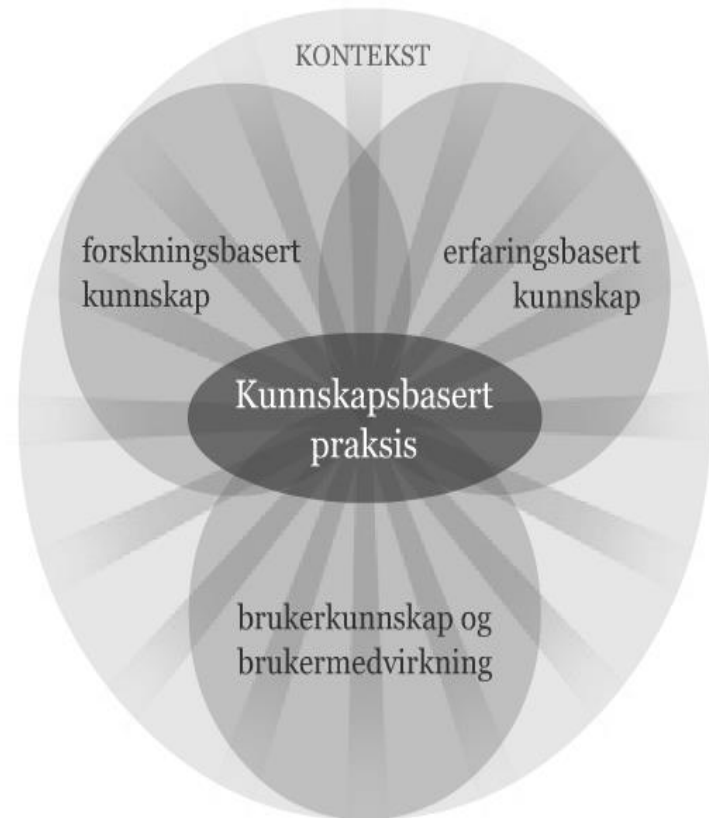 KONTEKST
forskningsbasert
kunnskap
erfaringsbasert
kunnskap
Kunnskapsbasert
praksis
brukerkunnskap og
brukermedvirkning